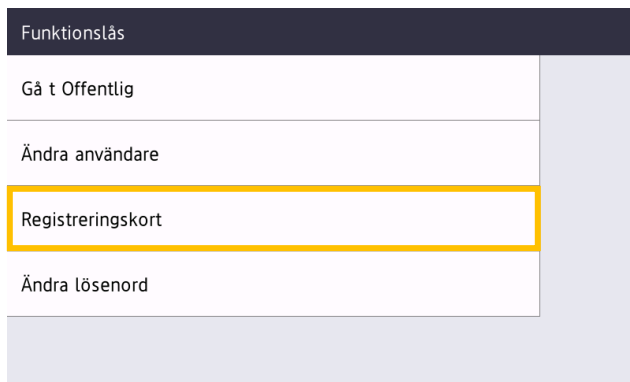 Funktionslås
Gå t Offentlig
Ändra användare
Registreringskort
Ändra lösenord